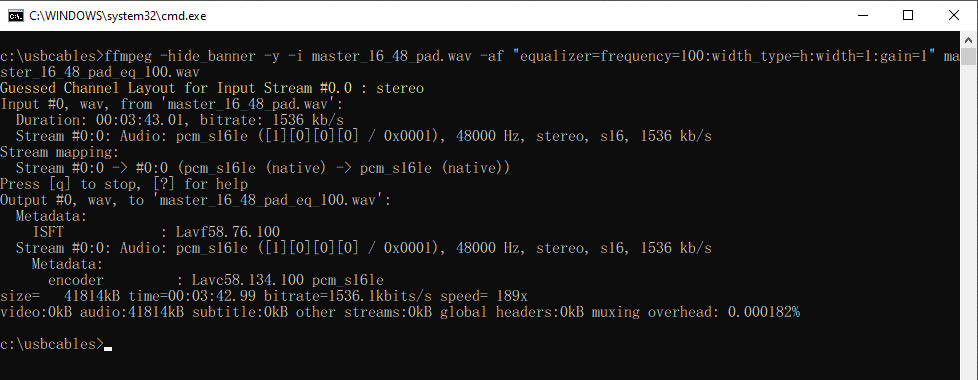 C:\WINDOWS\system32\cmd.exe
c:\usbcables>ffmpeg -hide_banner -y -i master_16_48_pad.wav -af "equalizer=frequency=100:width_type=h:width=1:gain=1" ma
ster_16_48_pad_eq_100.wav
Guessed Channel Layout for Input Stream #0.0 : stereo
Input #0, wav, from 'master_16_48_pad.wav':
  Duration: 00:03:43.01, bitrate: 1536 kb/s
  Stream #0:0: Audio: pcm_s16le ([1][0][0][0] / 0x0001), 48000 Hz, stereo, s16, 1536 kb/s
Stream mapping:
  Stream #0:0 -> #0:0 (pcm_s16le (native) -> pcm_s16le (native))
Press [q] to stop, [?] for help
Output #0, wav, to 'master_16_48_pad_eq_100.wav':
  Metadata:
    ISFT            : Lavf58.76.100
  Stream #0:0: Audio: pcm_s16le ([1][0][0][0] / 0x0001), 48000 Hz, stereo, s16, 1536 kb/s
    Metadata:
      encoder         : Lavc58.134.100 pcm_s16le
size=   41814kB time=00:03:42.99 bitrate=1536.1kbits/s speed= 189x
video:0kB audio:41814kB subtitle:0kB other streams:0kB global headers:0kB muxing overhead: 0.000182%
c:\usbcables>